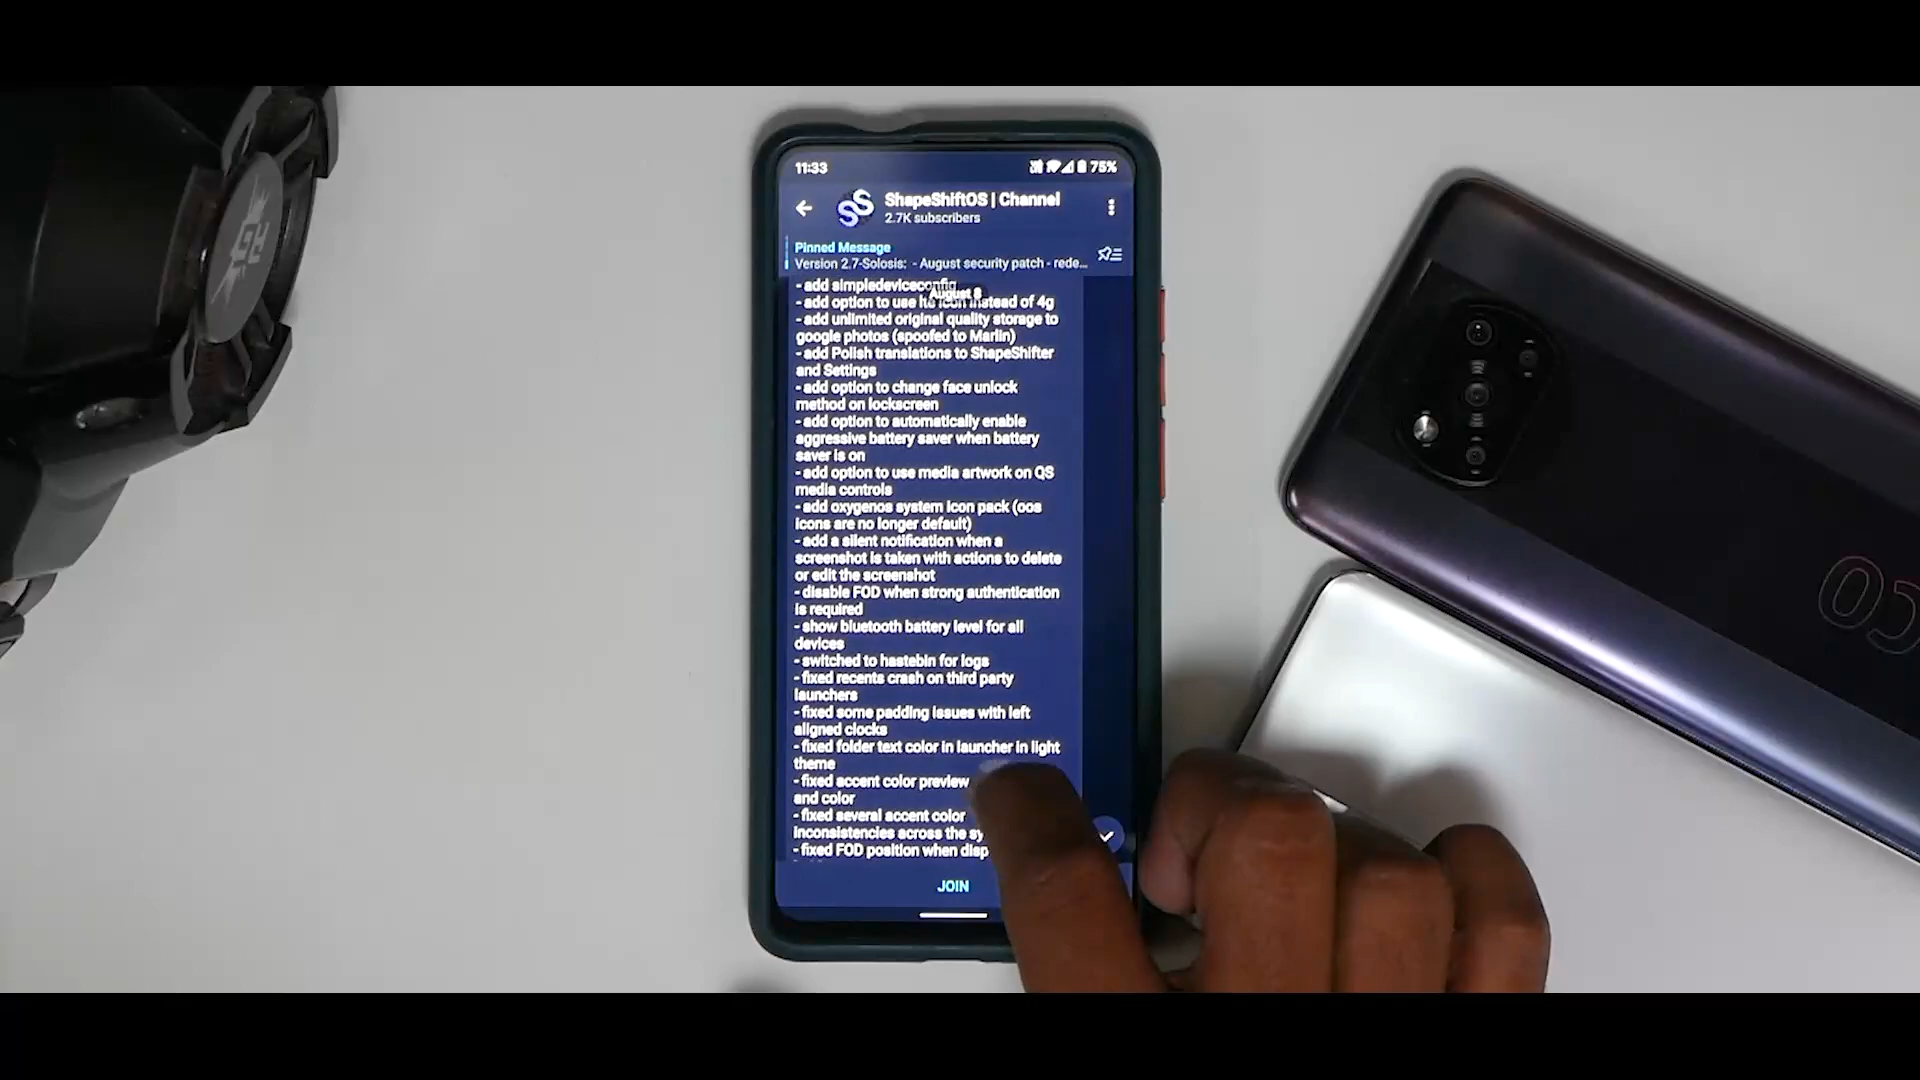 11:33
75%
ShapeShiftOS | Channel
2.7K subscribers
Pinned Message
Version 2.7-Solosis: - August security patch - rede...
- add simpledeviceconfig
August 8
- add option to use lte icon instead of 4g
- add unlimited original quality storage to
google photos (spoofed to Marlin)
- add Polish translations to ShapeShifter
and Settings
- add option to change face unlock
method on lockscreen
- add option to automatically enable
aggressive battery saver when battery
saver is on
- add option to use media artwork on QS
media controls
- add oxygenos system icon pack (oos
icons are no longer default)
- add a silent notification when a
screenshot is taken with actions to delete
or edit the screenshot
- disable FOD when strong authentication
is required
- show bluetooth battery level for all
devices
- switched to hastebin for logs
- fixed recents crash on third party
launchers
- fixed some padding issues with left
aligned clocks
- fixed folder text color in launcher in light
theme
- fixed accent color preview
and color
- fixed several accent color
inconsistencies across the sy
- fixed FOD position when disp
JOIN